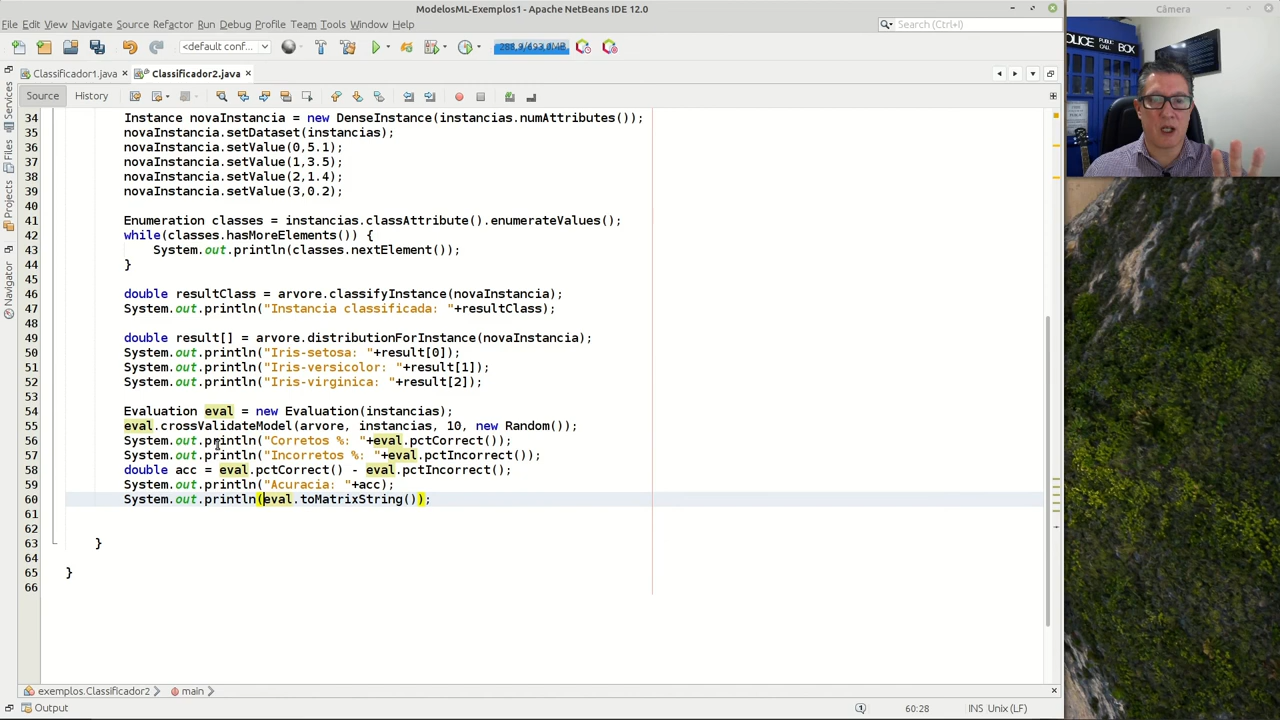 ModelosML-Exemplos1 - Apache NetBeans IDE 12.0
Câmera
File Edit View Navigate Source Refactor Run Debug Profile Team Tools Window Help
Search (Ctrl+I)
<default conf...
Classificador1.java
Classificador2.java
Source History
Services
Files
Projects
Navigator
34 Instance novaInstancia = new DenseInstance(instancias.numAttributes());
35 novaInstancia.setDataset(instancias);
36 novaInstancia.setValue(0,5.1);
37 novaInstancia.setValue(1,3.5);
38 novaInstancia.setValue(2,1.4);
39 novaInstancia.setValue(3,0.2);
40
41 Enumeration classes = instancias.classAttribute().enumerateValues();
42 while(classes.hasMoreElements()) {
43 System.out.println(classes.nextElement());
44 }
45
46 double resultClass = arvore.classifyInstance(novaInstancia);
47 System.out.println("Instancia classificada: "+resultClass);
48
49 double result[] = arvore.distributionForInstance(novaInstancia);
50 System.out.println("Iris-setosa: "+result[0]);
51 System.out.println("Iris-versicolor: "+result[1]);
52 System.out.println("Iris-virginica: "+result[2]);
53
54 Evaluation eval = new Evaluation(instancias);
55 eval.crossValidateModel(arvore, instancias, 10, new Random());
56 System.out.println("Corretos %: "+eval.pctCorrect());
57 System.out.println("Incorretos %: "+eval.pctIncorrect());
58 double acc = eval.pctCorrect() - eval.pctIncorrect();
59 System.out.println("Acuracia: "+acc);
60 System.out.println(eval.toMatrixString());
61
62
63 }
64
65 }
66
exemplos.Classificador2
main
Output
60:28
INS Unix (LF)
PUBLIC
CALL
BOX